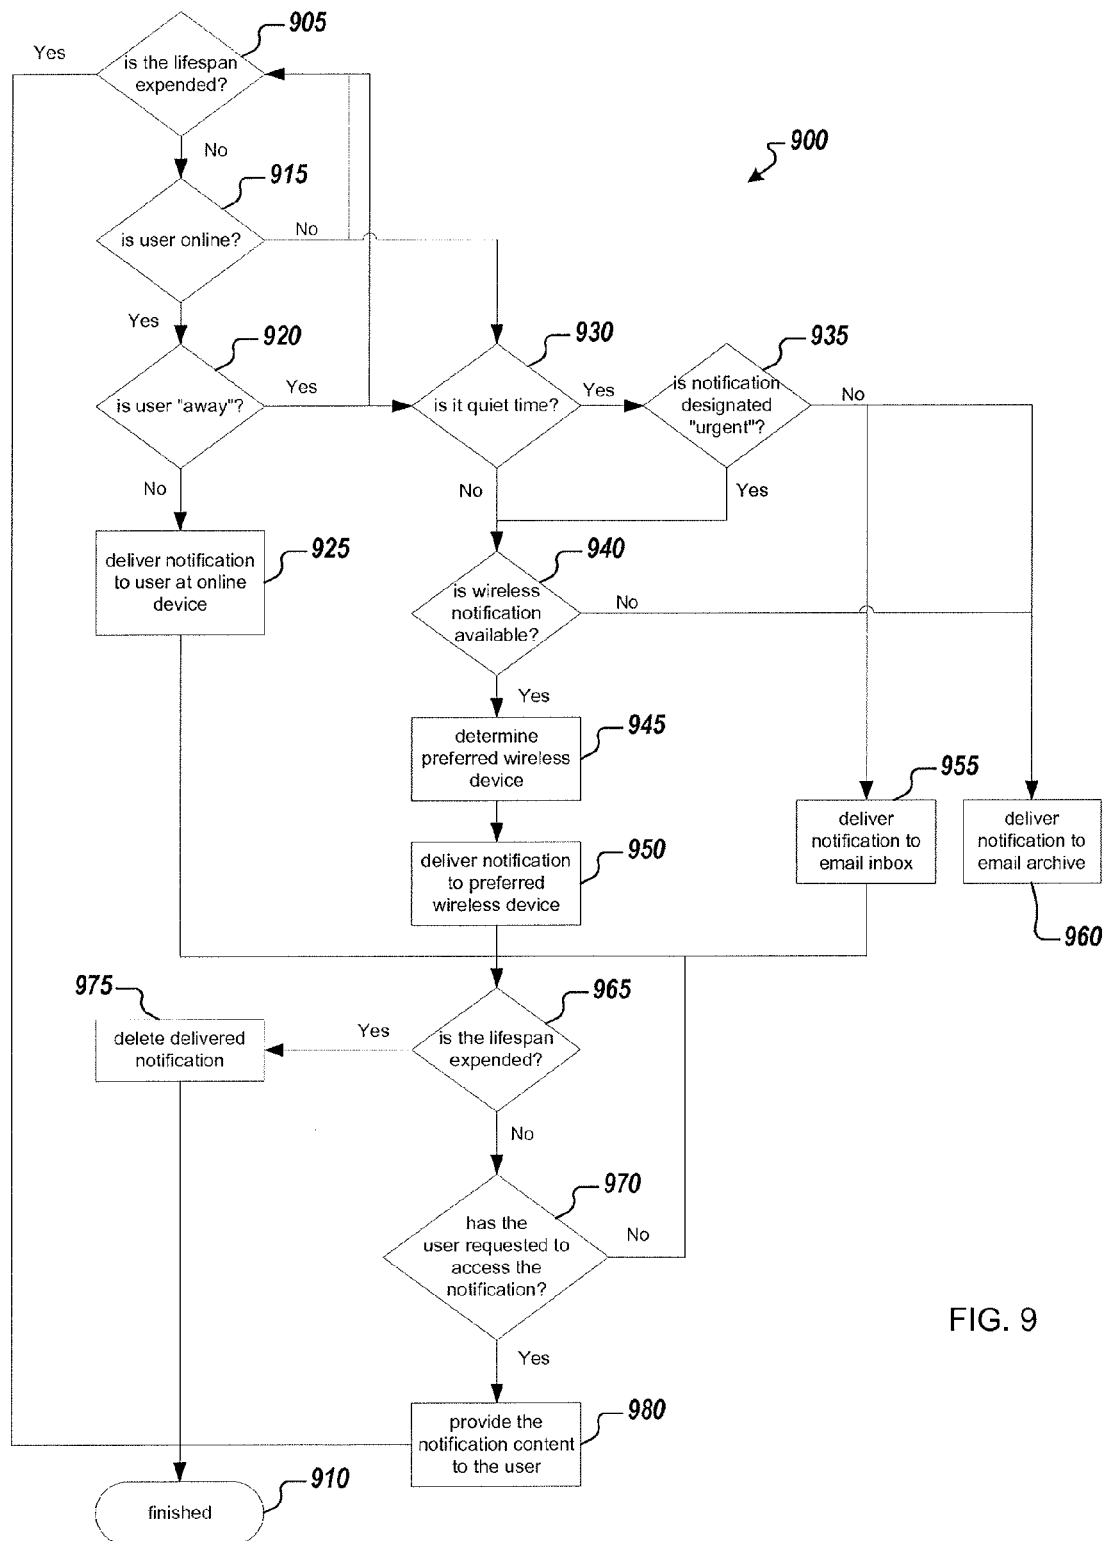 905
Yes
is the lifespan
expended?
900
No
915
is user online?
No
Yes
920
930
935
is user "away"?
Yes
is it quiet time?
Yes
is notification
designated
"urgent"?
No
No
No
Yes
deliver notification
to user at online
device
925
940
is wireless
notification
available?
No
Yes
determine
preferred wireless
device
945
955
deliver
notification to
email inbox
deliver
notification to
email archive
deliver notification
to preferred
wireless device
950
960
975
965
delete delivered
notification
Yes
is the lifespan
expended?
No
970
has the
user requested to
access the
notification?
No
FIG. 9
Yes
provide the
notification content
to the user
980
910
finished